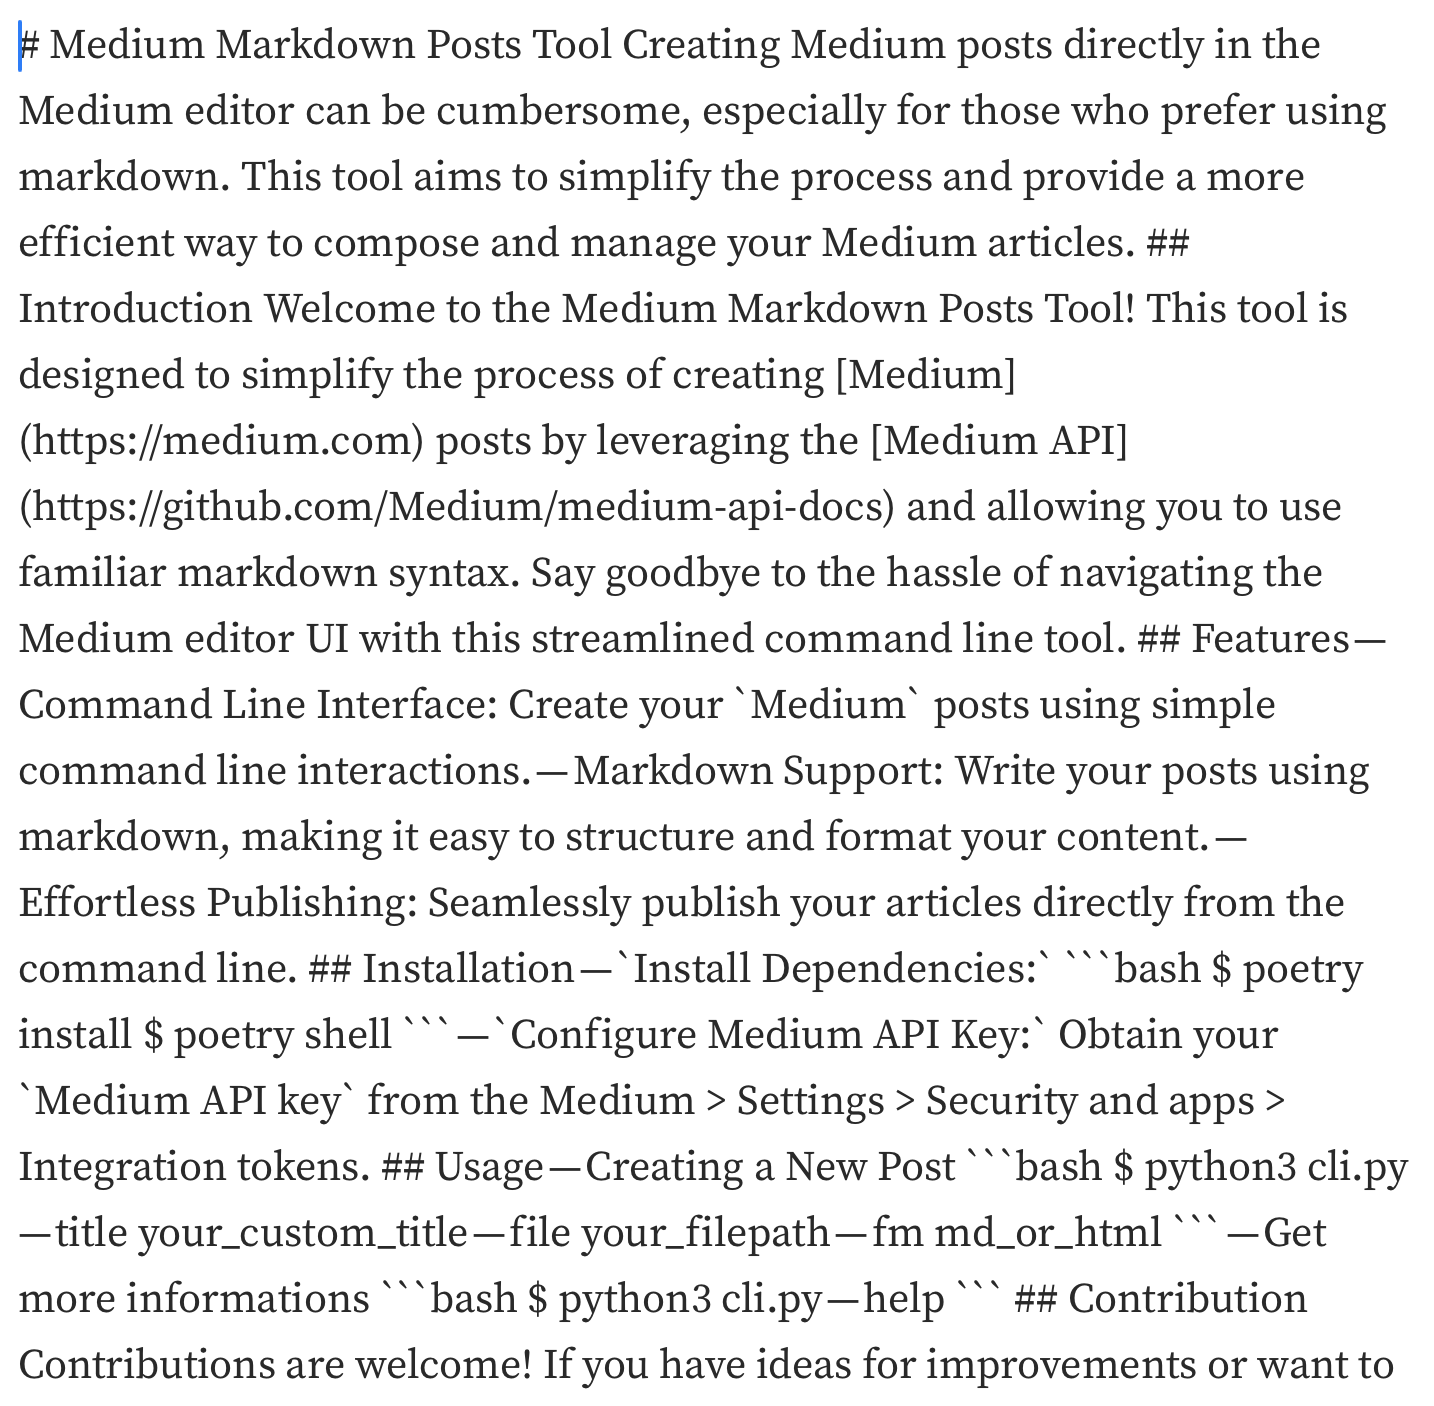 # Medium Markdown Posts Tool Creating Medium posts directly in the
Medium editor can be cumbersome, especially for those who prefer using
markdown. This tool aims to simplify the process and provide a more
efficient way to compose and manage your Medium articles. ##
Introduction Welcome to the Medium Markdown Posts Tool! This tool is
designed to simplify the process of creating [Medium]
(https://medium.com) posts by leveraging the [Medium API]
(https://github.com/Medium/medium-api-docs) and allowing you to use
familiar markdown syntax. Say goodbye to the hassle of navigating the
Medium editor UI with this streamlined command line tool. ## Features —
Command Line Interface: Create your `Medium` posts using simple
command line interactions. — Markdown Support: Write your posts using
markdown, making it easy to structure and format your content. —
Effortless Publishing: Seamlessly publish your articles directly from the
command line. ## Installation — `Install Dependencies:` ```bash $ poetry
install $ poetry shell ``` — `Configure Medium API Key:` Obtain your
`Medium API key` from the Medium > Settings > Security and apps >
Integration tokens. ## Usage — Creating a New Post ```bash $ python3 cli.py
— title your_custom_title — file your_filepath — fm md_or_html ``` — Get
more informations ```bash $ python3 cli.py — help ``` ## Contribution
Contributions are welcome! If you have ideas for improvements or want to